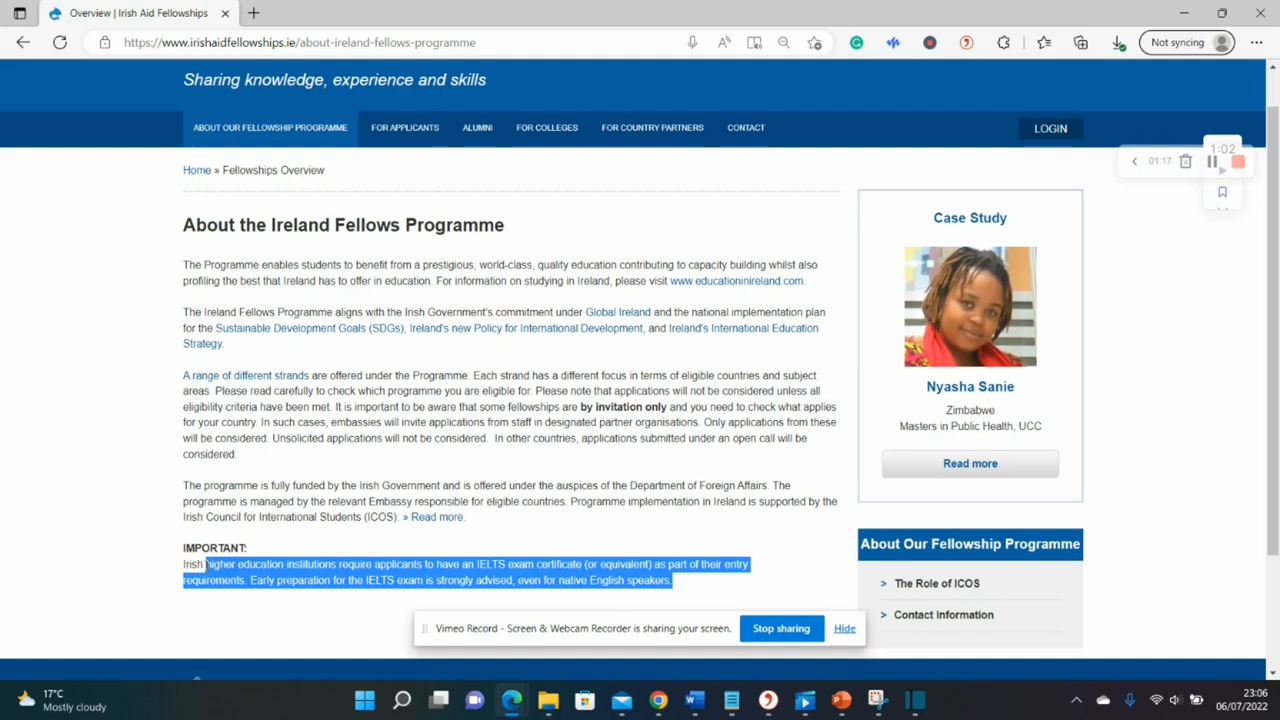 Overview | Irish Aid Fellowships
https://www.irishaidfellowships.ie/about-ireland-fellows-programme
Not syncing
Sharing knowledge, experience and skills
ABOUT OUR FELLOWSHIP PROGRAMME FOR APPLICANTS ALUMNI FOR COLLEGES FOR COUNTRY PARTNERS CONTACT LOGIN
1:02
01:17
Home » Fellowships Overview
About the Ireland Fellows Programme
The Programme enables students to benefit from a prestigious, world-class, quality education contributing to capacity building whilst also
profiling the best that Ireland has to offer in education. For information on studying in Ireland, please visit www.educationinireland.com.
The Ireland Fellows Programme aligns with the Irish Government's commitment under Global Ireland and the national implementation plan
for the Sustainable Development Goals (SDGs), Ireland's new Policy for International Development, and Ireland's International Education
Strategy.
A range of different strands are offered under the Programme. Each strand has a different focus in terms of eligible countries and subject
areas. Please read carefully to check which programme you are eligible for. Please note that applications will not be considered unless all
eligibility criteria have been met. It is important to be aware that some fellowships are by invitation only and you need to check what applies
for your country. In such cases, embassies will invite applications from staff in designated partner organisations. Only applications from these
will be considered. Unsolicited applications will not be considered. In other countries, applications submitted under an open call will be
considered.
The programme is fully funded by the Irish Government and is offered under the auspices of the Department of Foreign Affairs. The
programme is managed by the relevant Embassy responsible for eligible countries. Programme implementation in Ireland is supported by the
Irish Council for International Students (ICOS). » Read more.
IMPORTANT:
Irish higher education institutions require applicants to have an IELTS exam certificate (or equivalent) as part of their entry
requirements. Early preparation for the IELTS exam is strongly advised, even for native English speakers.
Case Study
Nyasha Sanie
Zimbabwe
Masters in Public Health, UCC
Read more
About Our Fellowship Programme
> The Role of ICOS
> Contact Information
Vimeo Record - Screen & Webcam Recorder is sharing your screen. Stop sharing Hide
17°C
Mostly cloudy
23:06
06/07/2022